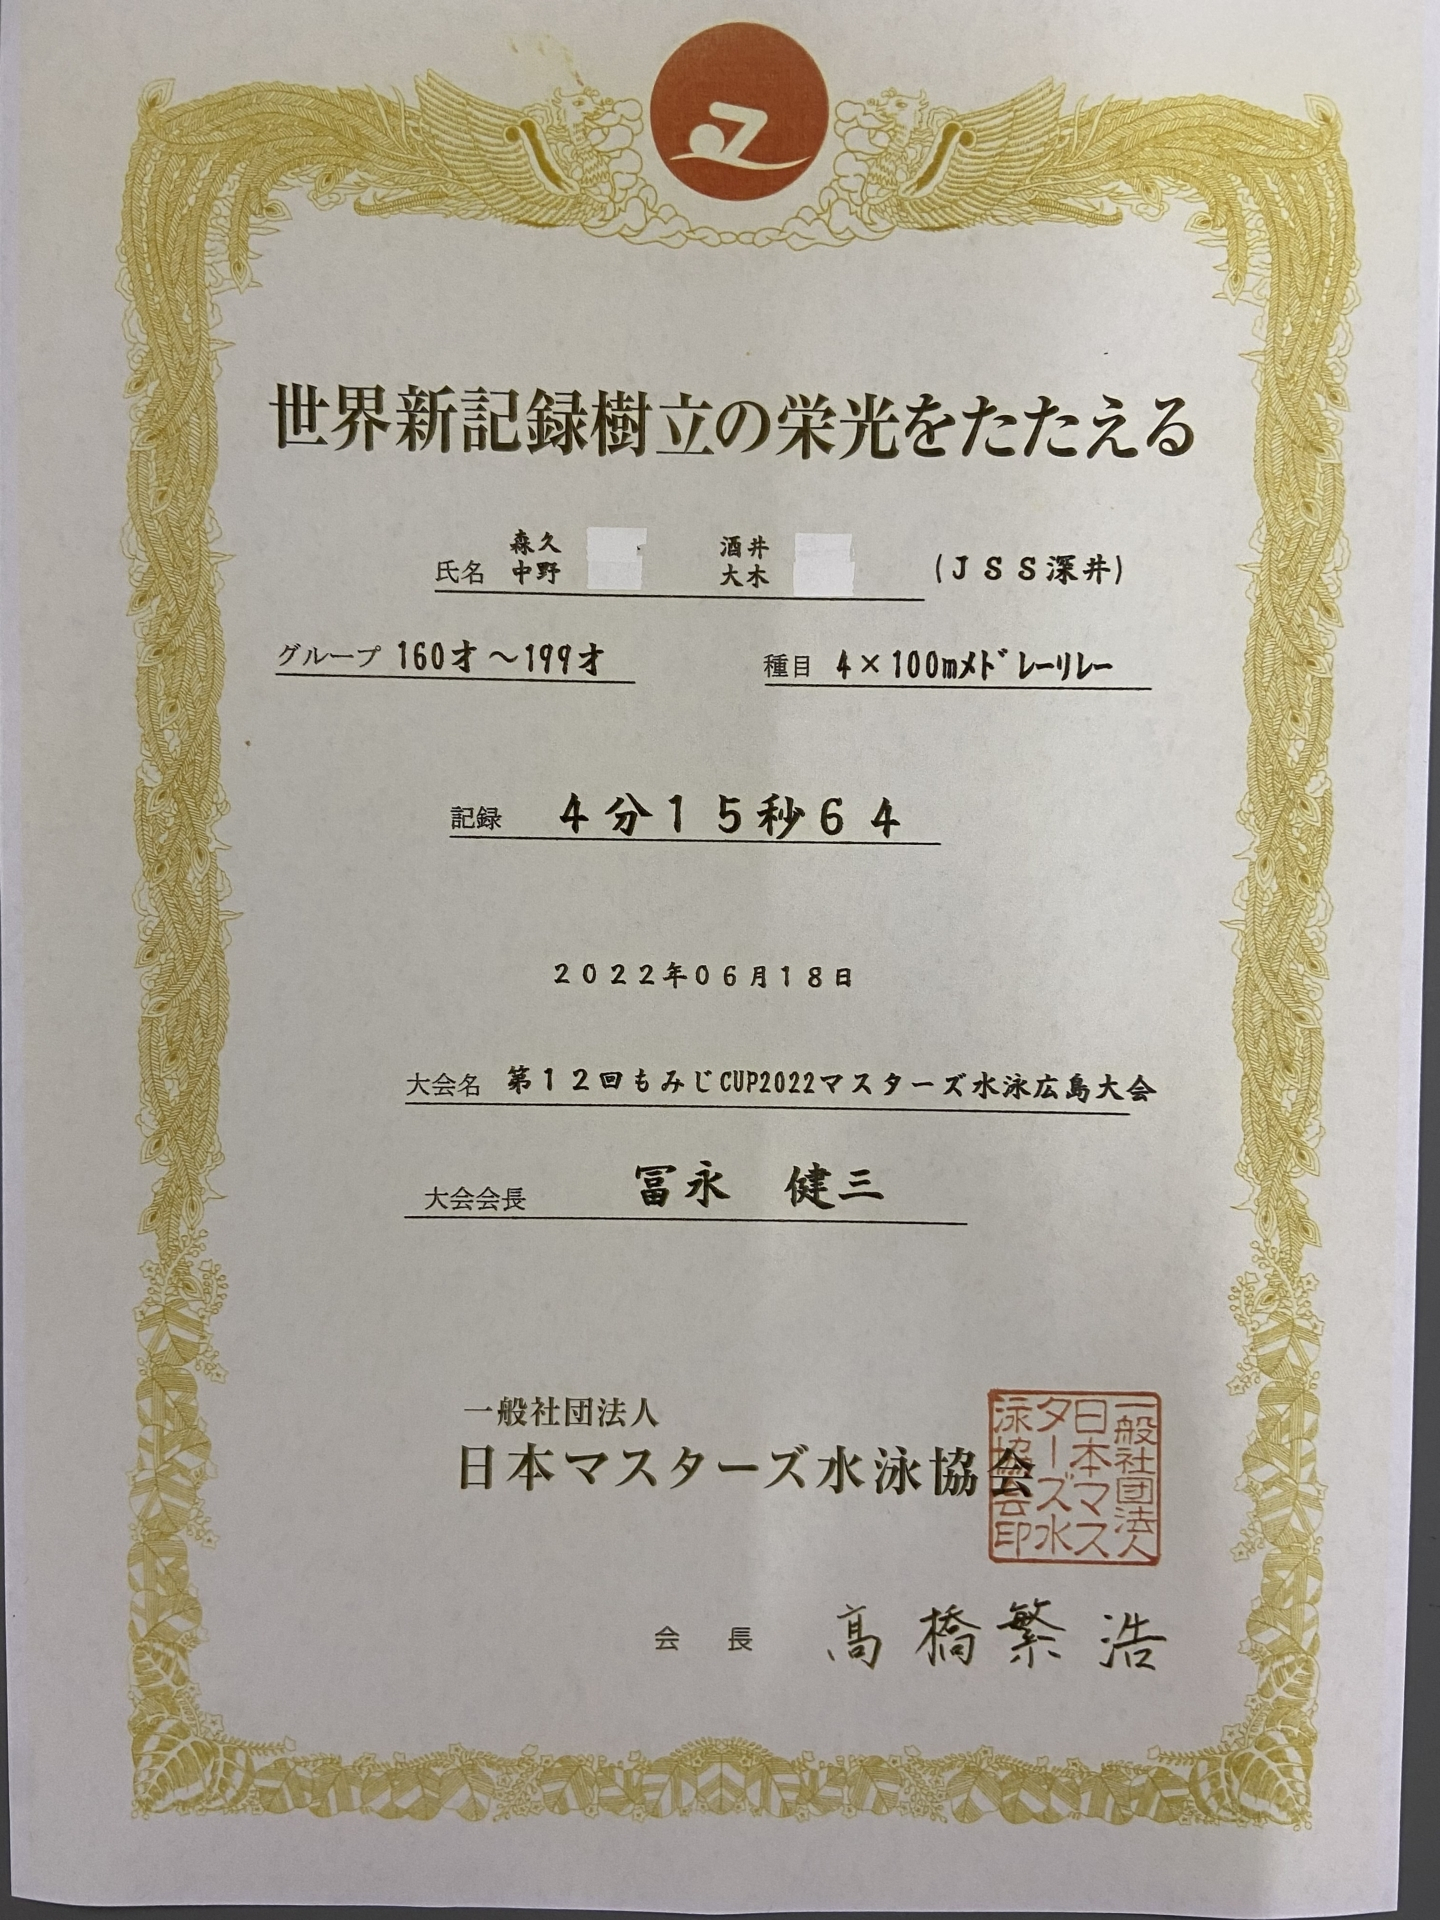 世界新記録樹立の栄光をたたえる
森久 酒井
氏名 中野 大木 (JSS深井)
グループ 160才～199才 種目 4×100mメドレーリレー
記録 4分15秒64
2022年06月18日
大会名 第12回もみじCUP2022マスターズ水泳広島大会
大会会長 冨永 健三
一般社団法人
日本マスターズ水泳協会
一般社団法人日本マスターズ水泳協会印
会長 髙橋繁浩